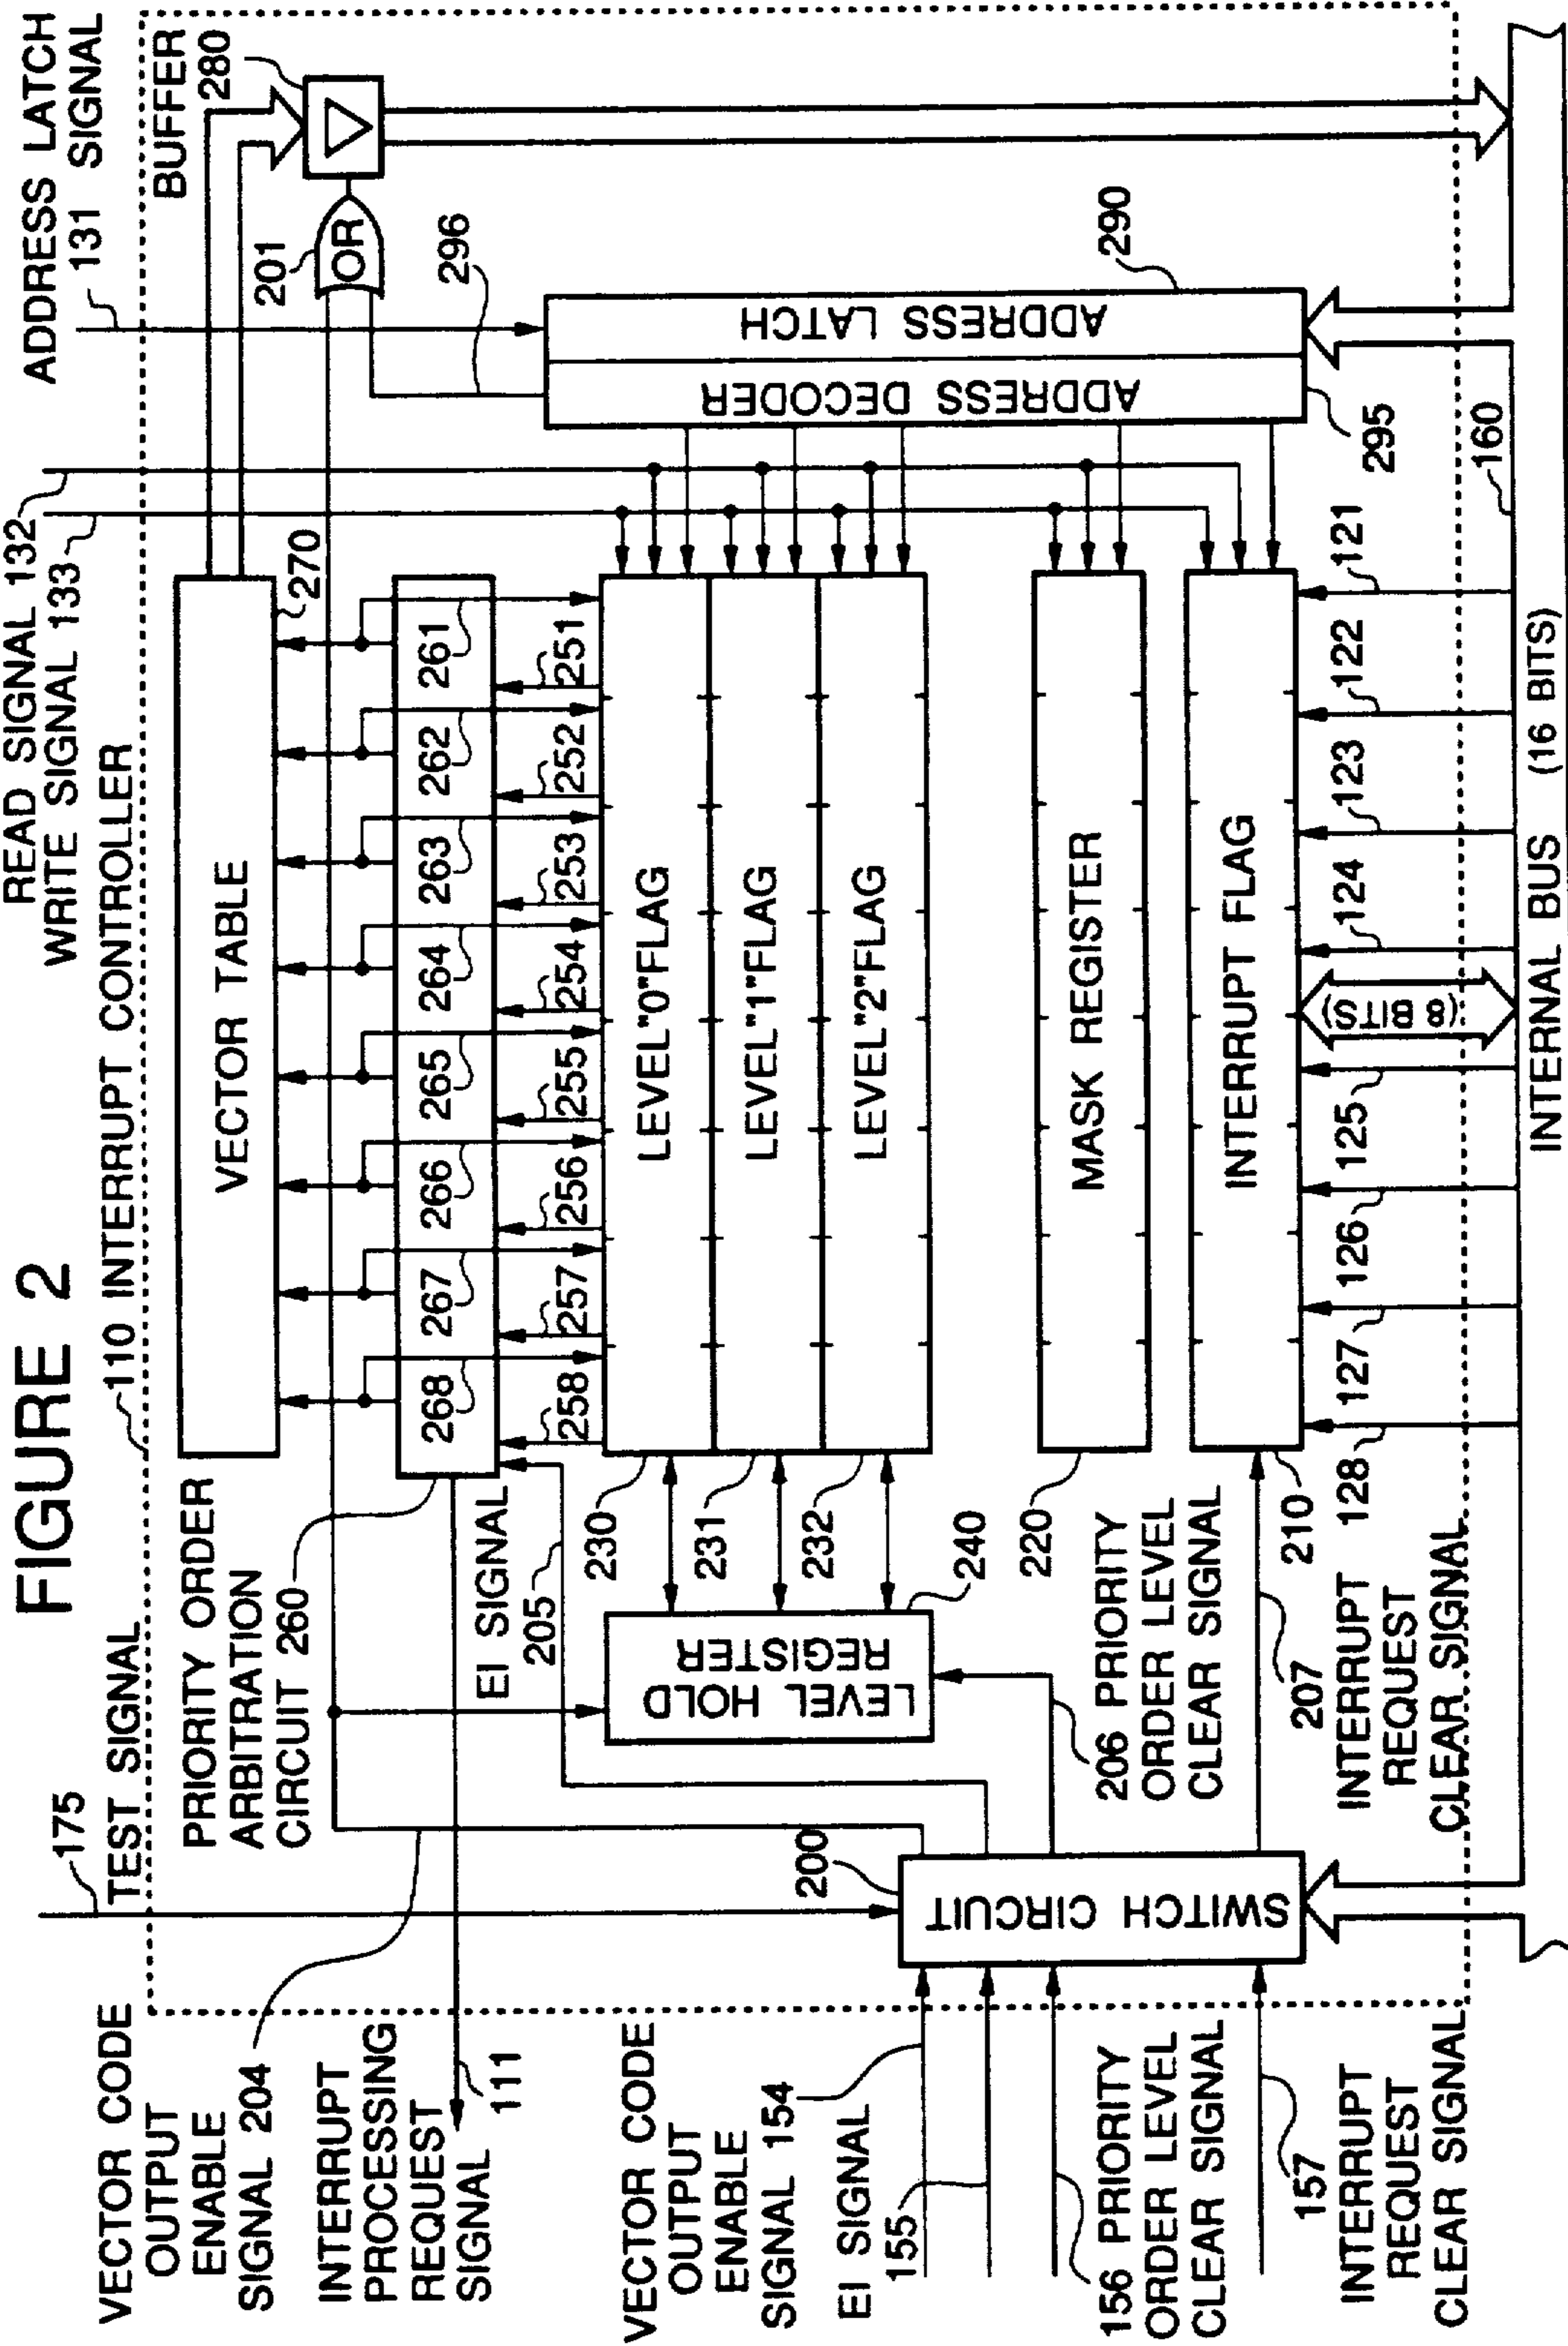 FIGURE 2
READ SIGNAL 132
WRITE SIGNAL 133
ADDRESS LATCH
131 SIGNAL
175
TEST SIGNAL
110 INTERRUPT CONTROLLER
BUFFER
280
VECTOR CODE
OUTPUT
ENABLE
SIGNAL 204
PRIORITY ORDER
ARBITRATION
CIRCUIT 260
VECTOR TABLE
270
201
OR
296
INTERRUPT
PROCESSING
REQUEST
SIGNAL
111
268
267
266
265
264
263
262
261
EI SIGNAL
205
258
257
256
255
254
253
252
251
230
231
232
LEVEL"0"FLAG
LEVEL"1"FLAG
LEVEL"2"FLAG
LEVEL HOLD
REGISTER
240
ADDRESS DECODER
ADDRESS LATCH
290
295
VECTOR CODE
OUTPUT
ENABLE
SIGNAL 154
EI SIGNAL
155
156 PRIORITY
ORDER LEVEL
CLEAR SIGNAL
157
INTERRUPT
REQUEST
CLEAR SIGNAL
200
SWITCH CIRCUIT
206 PRIORITY
ORDER LEVEL
CLEAR SIGNAL
207
INTERRUPT
REQUEST
CLEAR SIGNAL
220
MASK REGISTER
210
INTERRUPT FLAG
128
127
126
125
(8 BITS)
124
123
122
121
160
INTERNAL BUS (16 BITS)